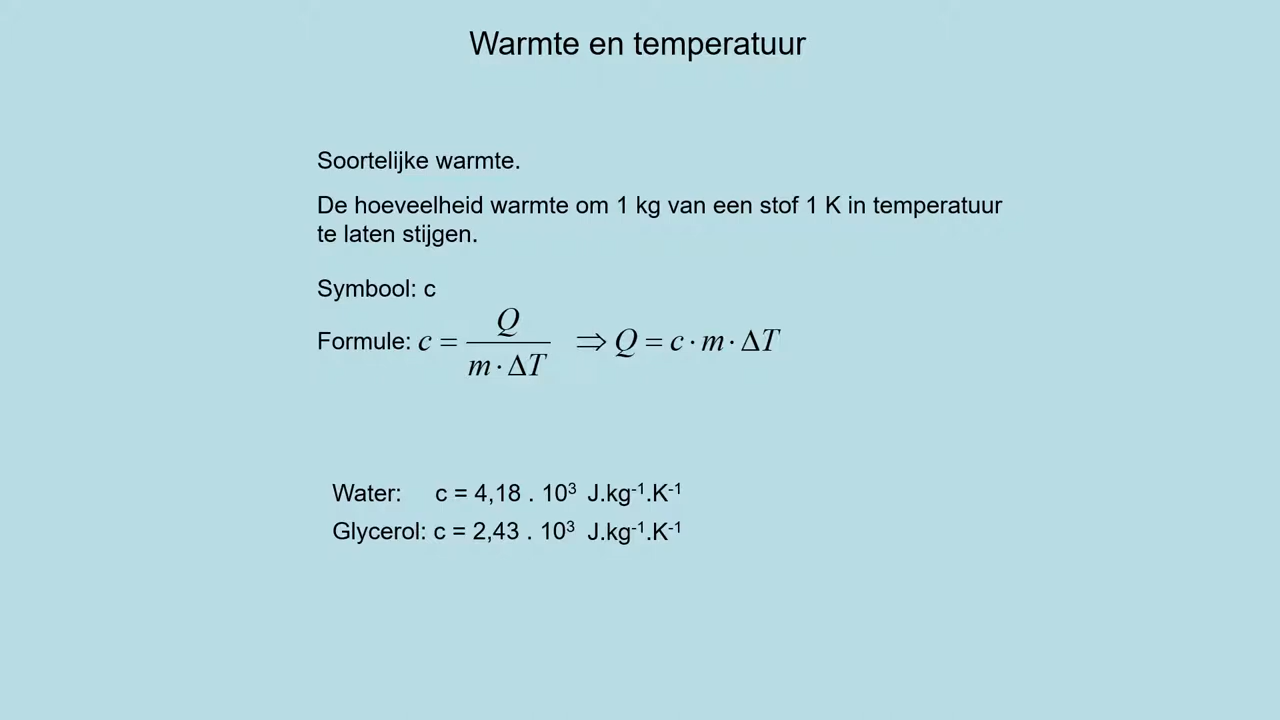 Warmte en temperatuur
Soortelijke warmte.
De hoeveelheid warmte om 1 kg van een stof 1 K in temperatuur
te laten stijgen.
Symbool: c
Formule: c = Q / (m · ΔT) ⇒ Q = c · m · ΔT
Water: c = 4,18 . 10³ J.kg⁻¹.K⁻¹
Glycerol: c = 2,43 . 10³ J.kg⁻¹.K⁻¹